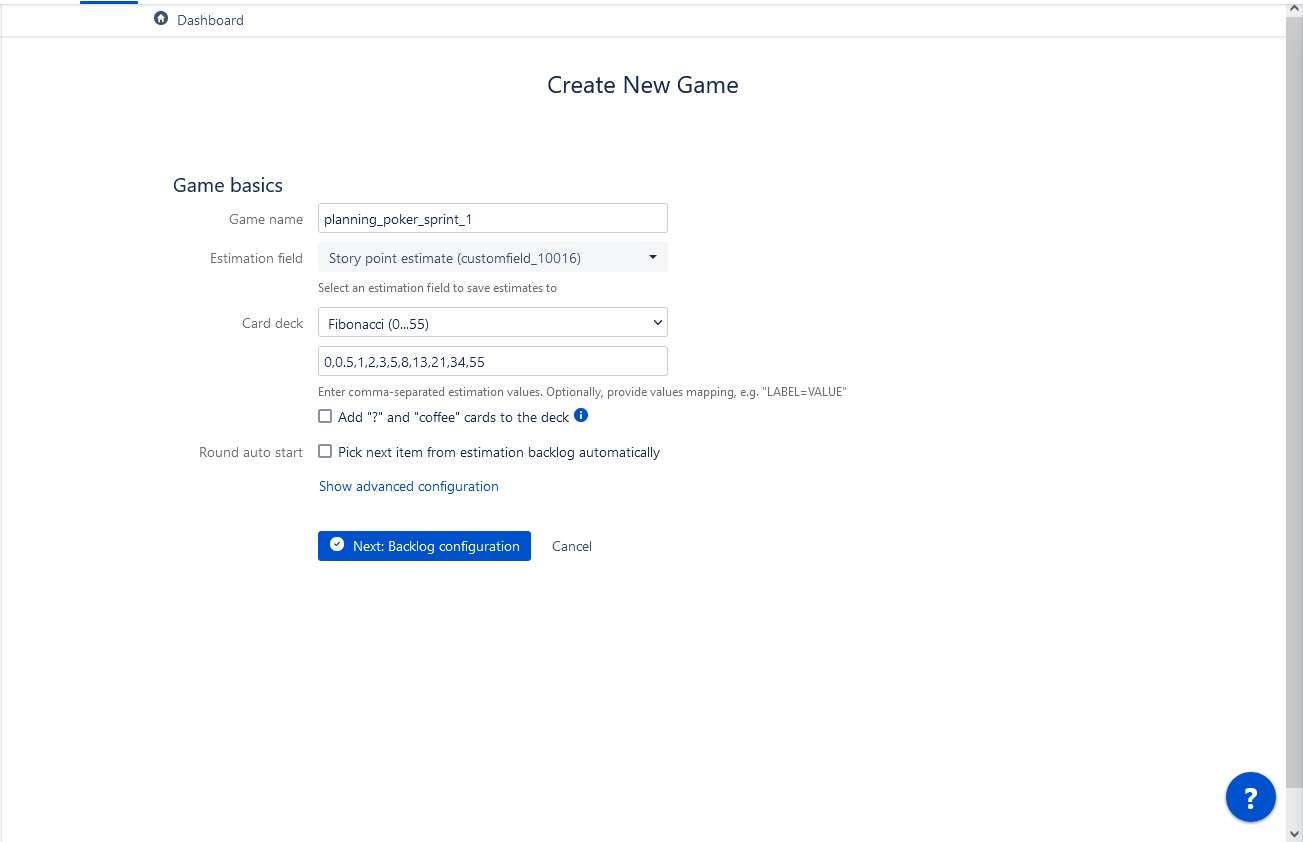 Dashboard
Create New Game
Game basics
Game name planning_poker_sprint_1
Estimation field Story point estimate (customfield_10016)
Select an estimation field to save estimates to
Card deck Fibonacci (0...55)
0,0.5,1,2,3,5,8,13,21,34,55
Enter comma-separated estimation values. Optionally, provide values mapping, e.g. "LABEL=VALUE"
Add "?" and "coffee" cards to the deck
Round auto start Pick next item from estimation backlog automatically
Show advanced configuration
Next: Backlog configuration Cancel
?